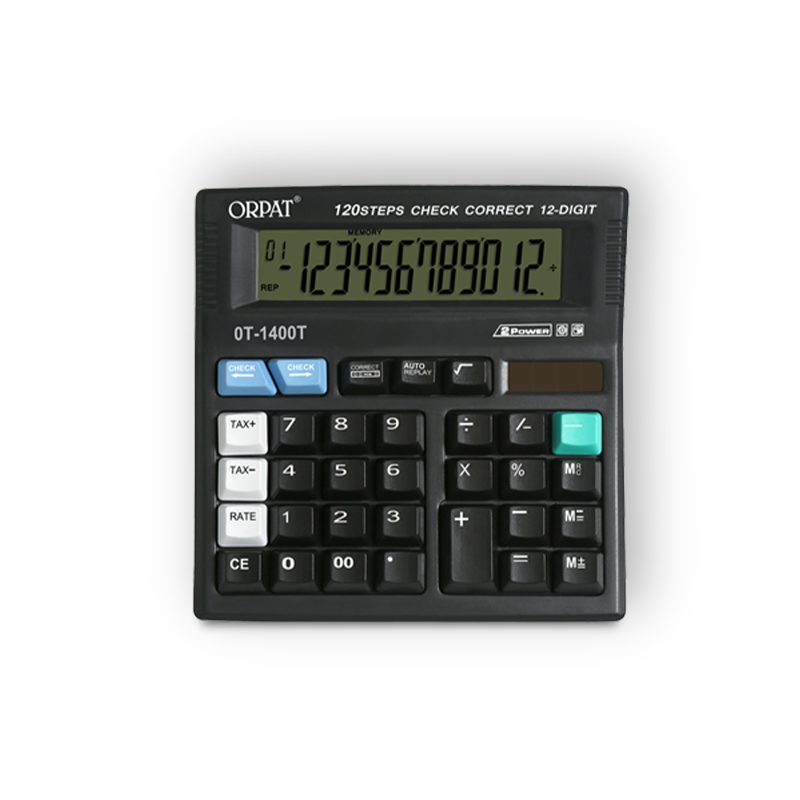 ORPAT® 120STEPS CHECK CORRECT 12-DIGIT
MEMORY
01
-123456789012. ÷
REP
0T-1400T 2POWER
CHECK ← CHECK → CORRECT AUTO REPLAY √
TAX+ 7 8 9 ÷
TAX− 4 5 6 X % MRC
RATE 1 2 3 + − M=
CE 0 00 • = M±